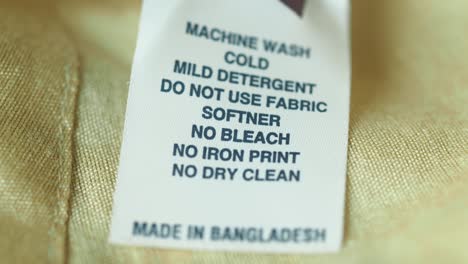 MACHINE WASH
COLD
MILD DETERGENT
DO NOT USE FABRIC
SOFTNER
NO BLEACH
NO IRON PRINT
NO DRY CLEAN
MADE IN BANGLADESH